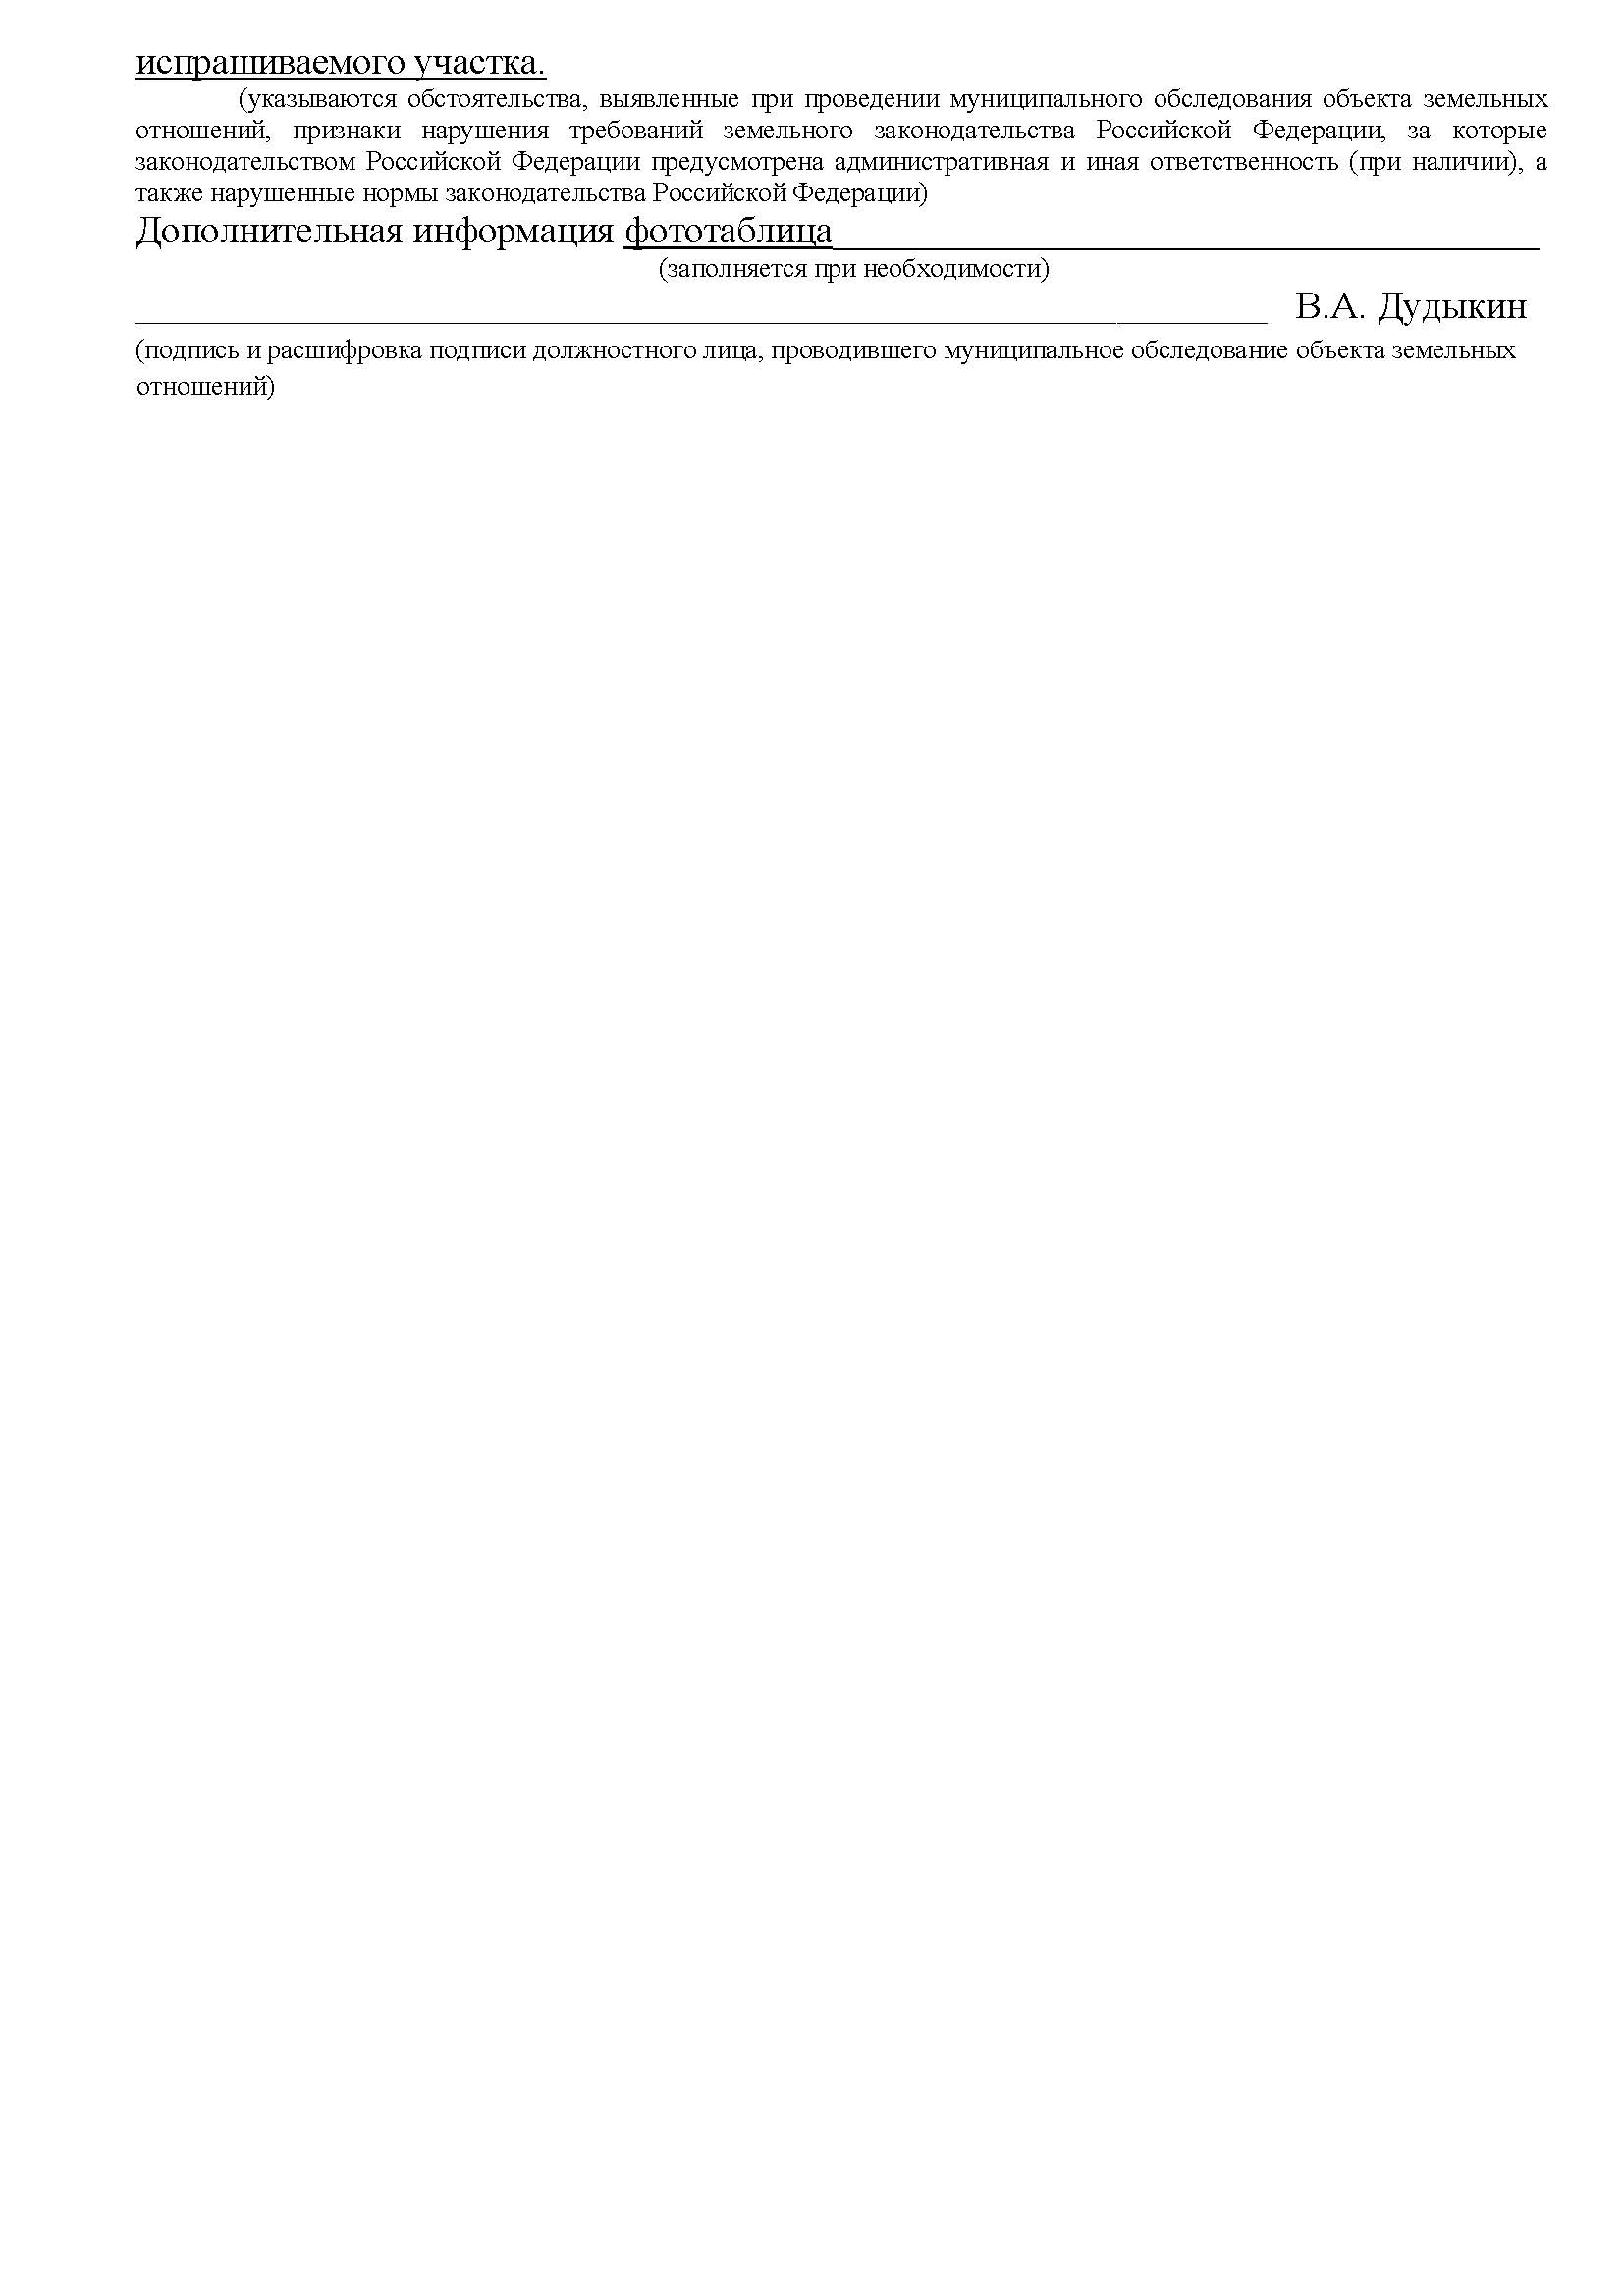 испрашиваемого участка.
(указываются обстоятельства, выявленные при проведении муниципального обследования объекта земельных
отношений, признаки нарушения требований земельного законодательства Российской Федерации, за которые
законодательством Российской Федерации предусмотрена административная и иная ответственность (при наличии), а
также нарушенные нормы законодательства Российской Федерации)
Дополнительная информация фототаблица
(заполняется при необходимости)
В.А. Дудыкин
(подпись и расшифровка подписи должностного лица, проводившего муниципальное обследование объекта земельных
отношений)